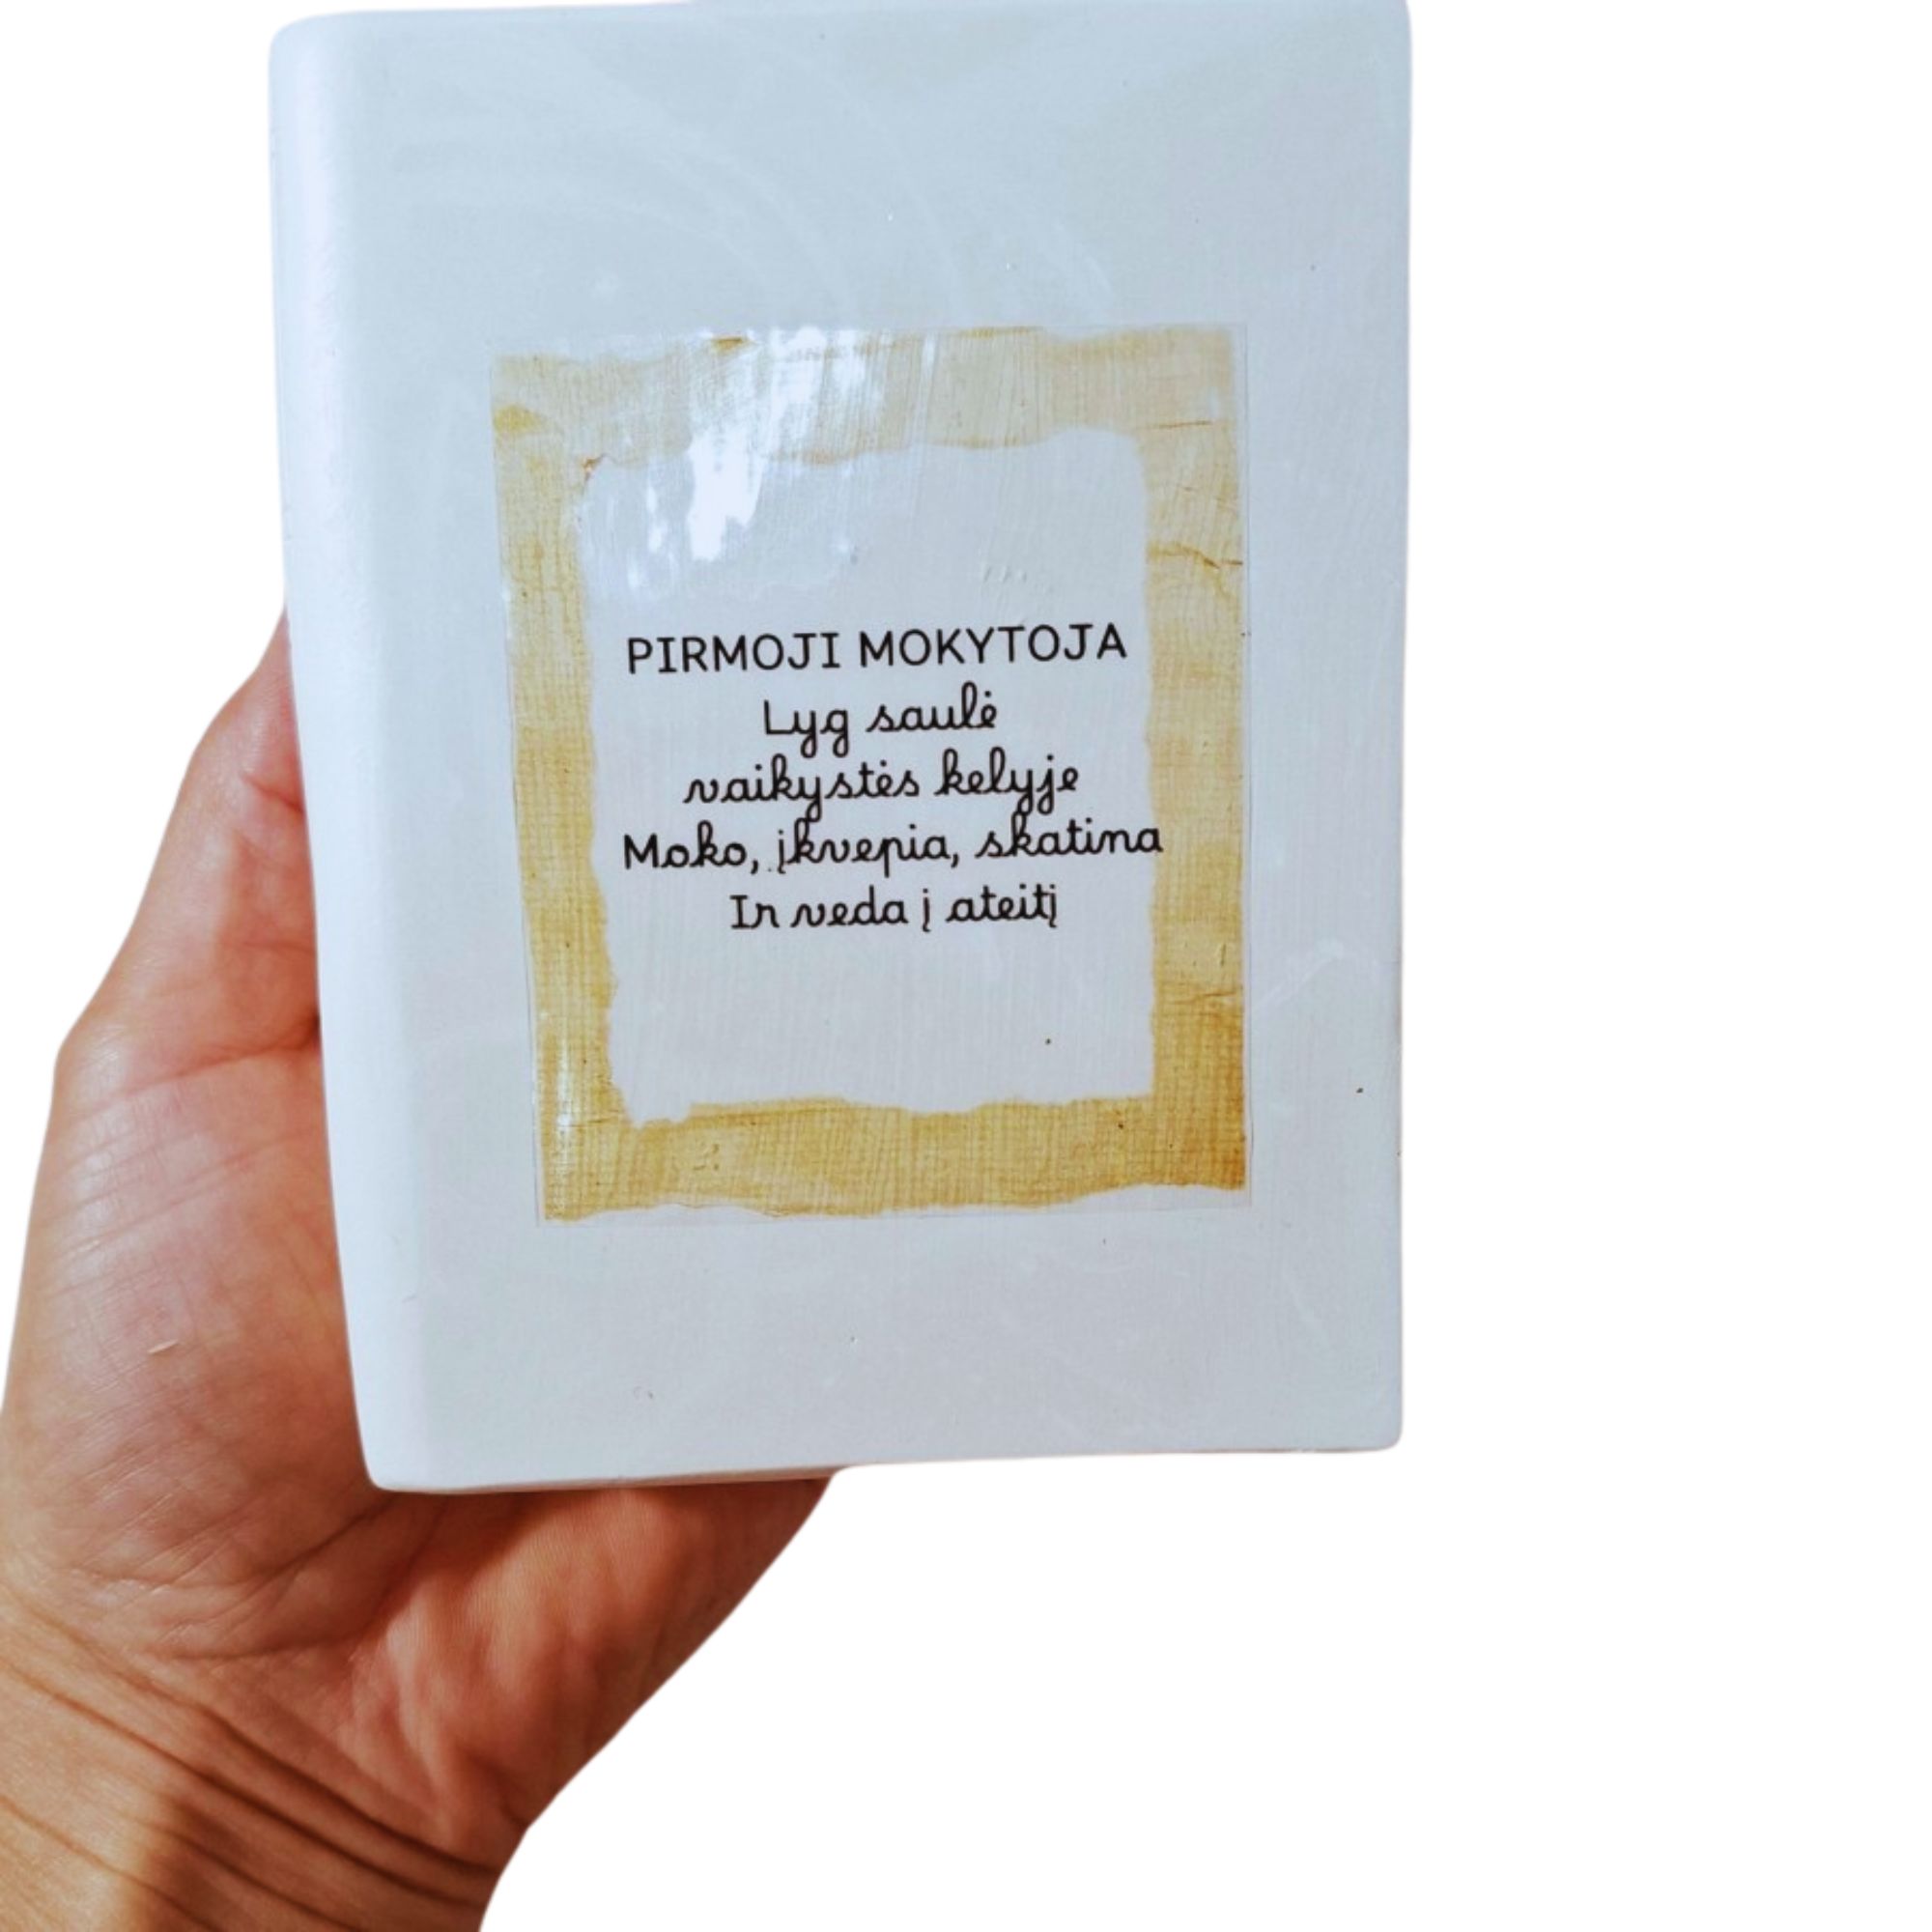 PIRMOJI MOKYTOJA
Lyg saulė
vaikystės kelyje
Moko, įkvepia, skatina
Ir veda į ateitį